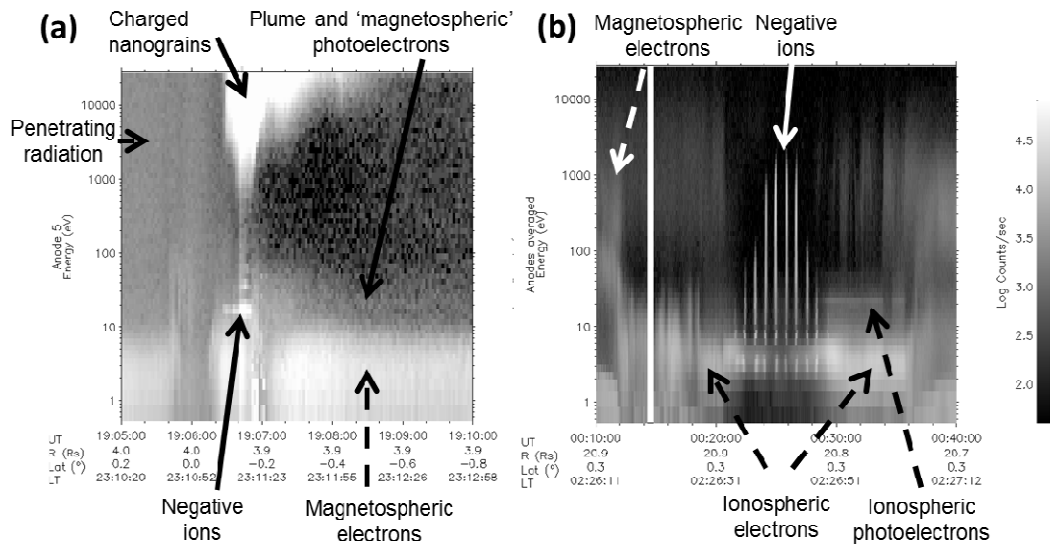 (a)
Charged
nanograins
Plume and ‘magnetospheric’
photoelectrons
Penetrating
radiation
10000
1000
100
10
1
Anode 5
Energy (eV)
UT 19:05:00 19:06:00 19:07:00 19:08:00 19:09:00 19:10:00
R (Rs) 4.0 4.0 3.9 3.9 3.9 3.9
Lat (°) 0.2 0.0 −0.2 −0.4 −0.6 −0.8
LT 23:10:20 23:10:52 23:11:23 23:11:55 23:12:26 23:12:58
Negative
ions
Magnetospheric
electrons
(b)
Magnetospheric
electrons
Negative
ions
10000
1000
100
10
1
Anodes averaged
Energy (eV)
UT 00:10:00 00:20:00 00:30:00 00:40:00
R (Rs) 20.9 20.9 20.8 20.7
Lat (°) 0.3 0.3 0.3 0.3
LT 02:26:11 02:26:31 02:26:51 02:27:12
Ionospheric
electrons
Ionospheric
photoelectrons
4.5
4.0
3.5
3.0
2.5
2.0
Log Counts/sec